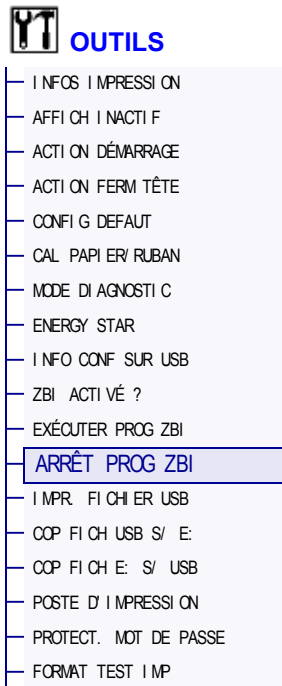 OUTILS
INFOS IMPRESSION
AFFICH INACTIF
ACTION DÉMARRAGE
ACTION FERM TÊTE
CONFIG DEFAUT
CAL PAPIER/RUBAN
MODE DIAGNOSTIC
ENERGY STAR
INFO CONF SUR USB
ZBI ACTIVÉ ?
EXÉCUTER PROG ZBI
ARRÊT PROG ZBI
IMPR. FICHIER USB
COP FICH USB S/ E:
COP FICH E: S/ USB
POSTE D'IMPRESSION
PROTECT. MOT DE PASSE
FORMAT TEST IMP